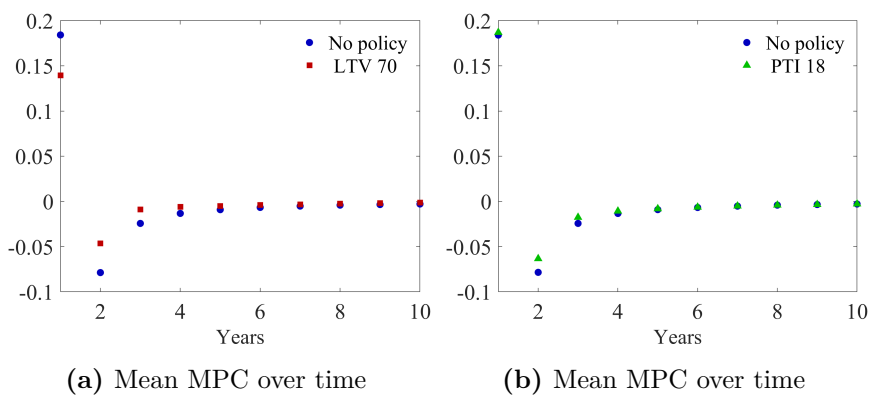 0.2
0.15
0.1
0.05
0
-0.05
-0.1
2 4 6 8 10
Years
No policy
LTV 70
(a) Mean MPC over time
0.2
0.15
0.1
0.05
0
-0.05
-0.1
2 4 6 8 10
Years
No policy
PTI 18
(b) Mean MPC over time